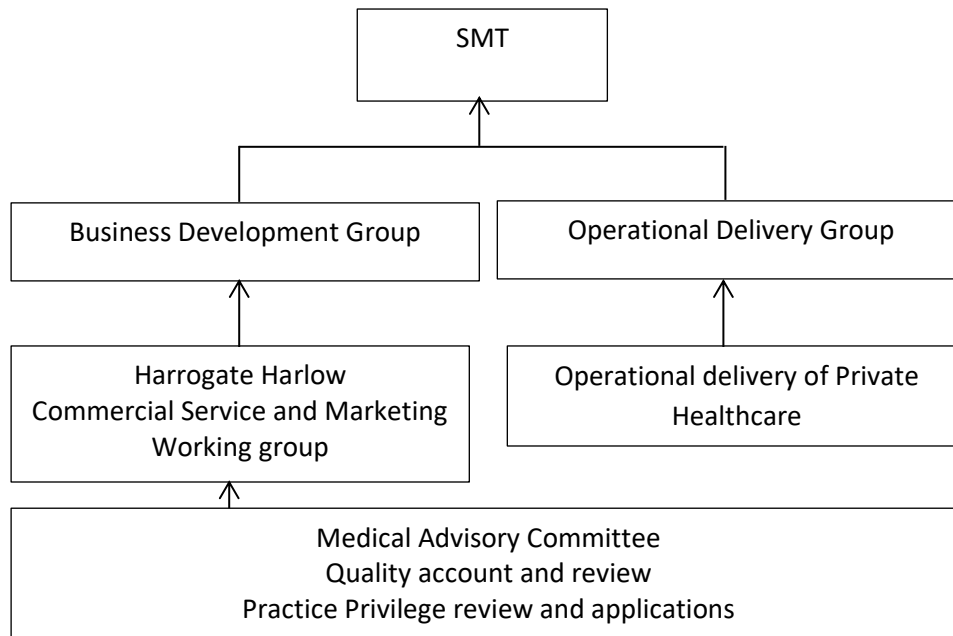 SMT
Business Development Group
Operational Delivery Group
Harrogate Harlow
Commercial Service and Marketing
Working group
Operational delivery of Private
Healthcare
Medical Advisory Committee
Quality account and review
Practice Privilege review and applications